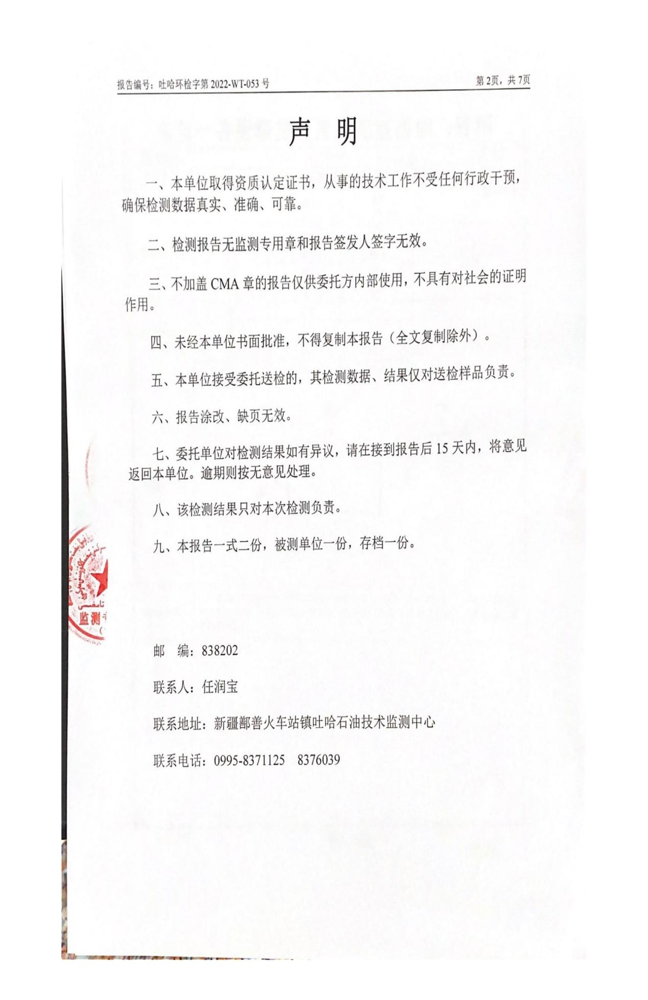 报告编号：吐哈环检字第 2022-WT-053 号
第 2页，共 7页
声 明
一、本单位取得资质认定证书，从事的技术工作不受任何行政干预，
确保检测数据真实、准确、可靠。
二、检测报告无监测专用章和报告签发人签字无效。
三、不加盖 CMA 章的报告仅供委托方内部使用，不具有对社会的证明
作用。
四、未经本单位书面批准，不得复制本报告（全文复制除外）。
五、本单位接受委托送检的，其检测数据、结果仅对送检样品负责。
六、报告涂改、缺页无效。
七、委托单位对检测结果如有异议，请在接到报告后 15 天内，将意见
返回本单位。逾期则按无意见处理。
八、该检测结果只对本次检测负责。
九、本报告一式二份，被测单位一份，存档一份。
监测
邮 编：838202
联系人：任润宝
联系地址：新疆鄯善火车站镇吐哈石油技术监测中心
联系电话：0995-8371125 8376039